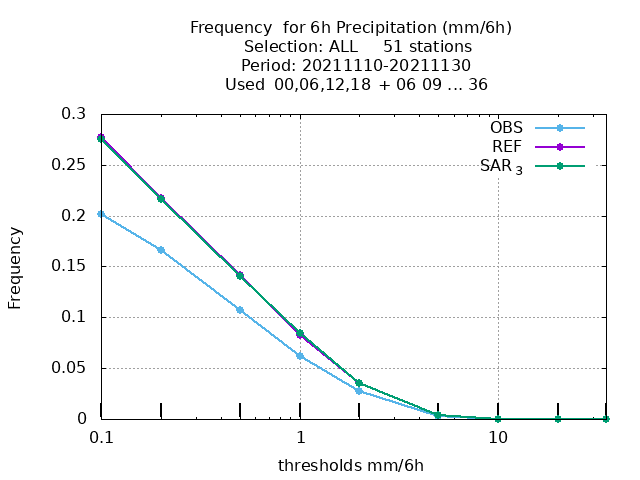 Frequency  for 6h Precipitation (mm/6h)
Selection: ALL     51 stations
Period: 20211110-20211130
Used  00,06,12,18  + 06 09 ... 36
0.3
OBS
REF
SAR 3
0.25
0.2
0.15
0.1
0.05
0
Frequency
0.1
1
10
thresholds mm/6h